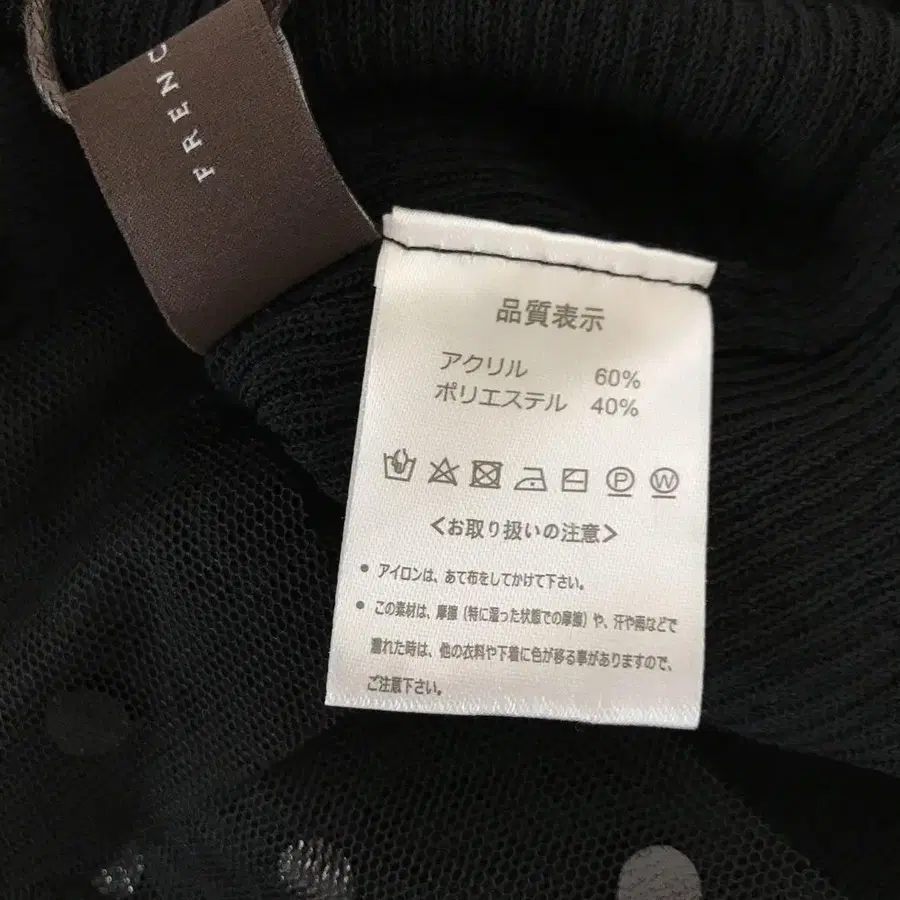 FRENC
品質表示
アクリル 60%
ポリエステル 40%
P W
<お取り扱いの注意>
● アイロンは、あて布をしてかけて下さい。
● この素材は、摩擦（特に湿った状態での摩擦）や、汗や雨などで
濡れた時は、他の衣料や下着に色が移る事がありますので、
ご注意下さい。